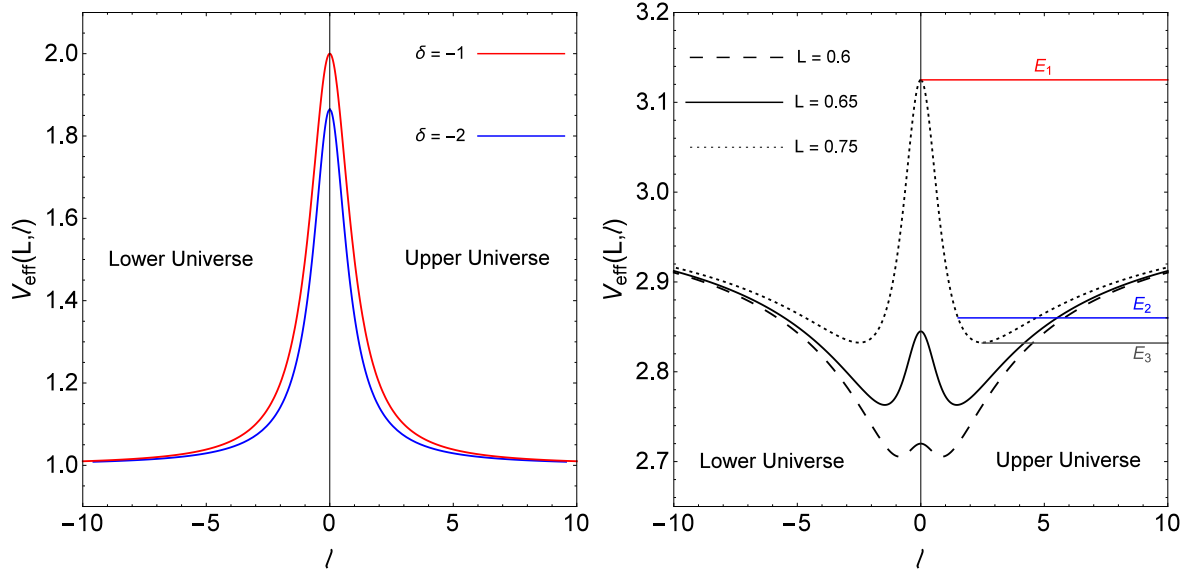 2.0
1.8
1.6
1.4
1.2
1.0
V_eff(L,l)
δ = −1
δ = −2
Lower Universe
Upper Universe
−10
−5
0
5
10
l
3.2
3.1
3.0
2.9
2.8
2.7
V_eff(L,l)
L = 0.6
L = 0.65
L = 0.75
E₁
E₂
E₃
Lower Universe
Upper Universe
−10
−5
0
5
10
l